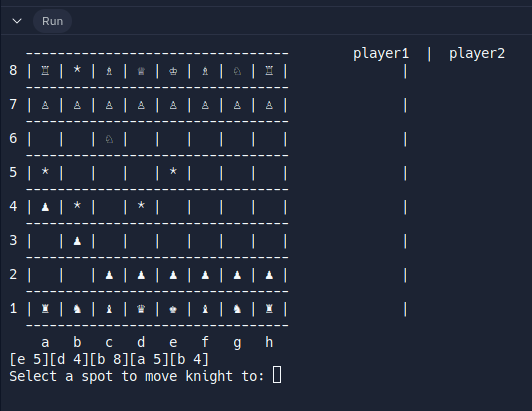 Run
player1 | player2
8 | ♖ | * | ♗ | ♕ | ♔ | ♗ | ♘ | ♖ | |
7 | ♙ | ♙ | ♙ | ♙ | ♙ | ♙ | ♙ | ♙ | |
6 | | | ♘ | | | | | | |
5 | * | | | | * | | | | |
4 | ♟ | * | | * | | | | | |
3 | | ♟ | | | | | | | |
2 | | | ♟ | ♟ | ♟ | ♟ | ♟ | ♟ | |
1 | ♜ | ♞ | ♝ | ♛ | ♚ | ♝ | ♞ | ♜ | |
a b c d e f g h
[e 5][d 4][b 8][a 5][b 4]
Select a spot to move knight to: